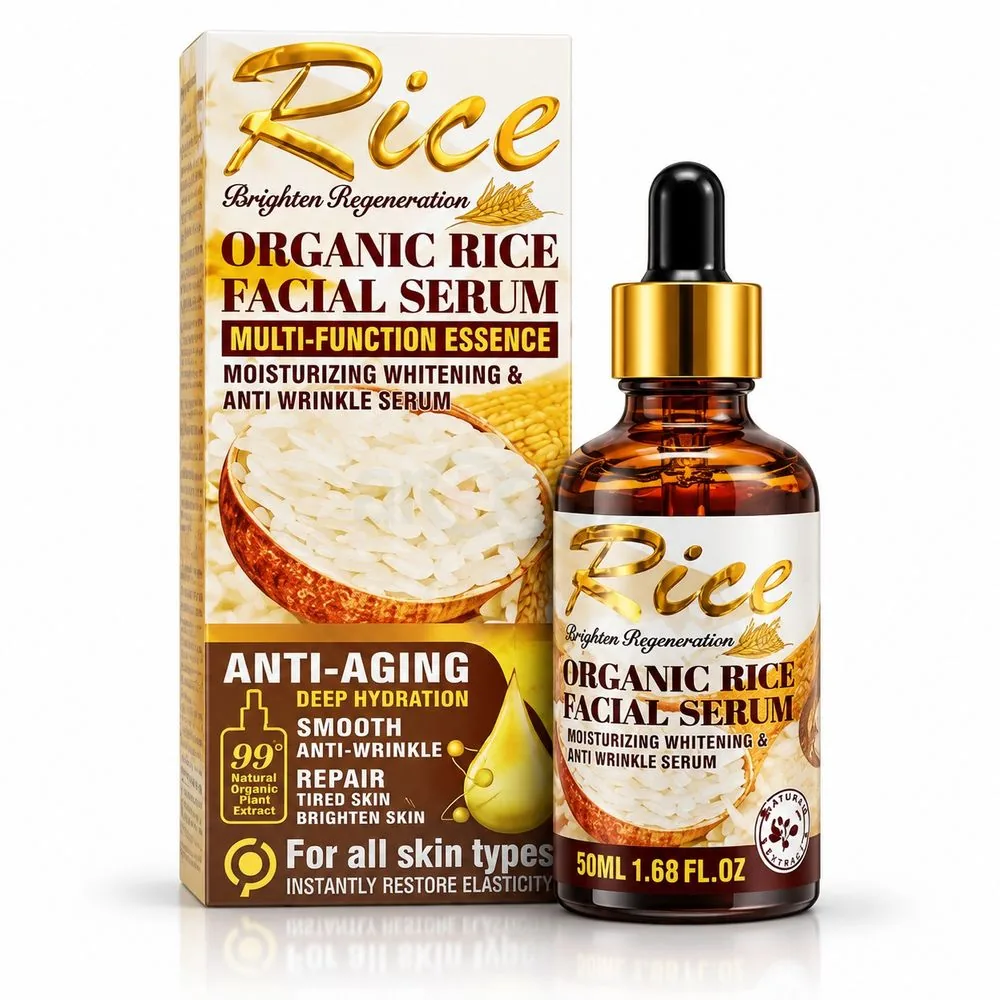 Rice
Brighten Regeneration
ORGANIC RICE
FACIAL SERUM
MULTI-FUNCTION ESSENCE
MOISTURIZING WHITENING &
ANTI WRINKLE SERUM
ANTI-AGING
DEEP HYDRATION
SMOOTH
ANTI-WRINKLE
REPAIR
TIRED SKIN
BRIGHTEN SKIN
99°
Natural
Organic
Plant
Extract
For all skin types
INSTANTLY RESTORE ELASTICITY
Rice
Brighten Regeneration
ORGANIC RICE
FACIAL SERUM
MOISTURIZING WHITENING &
ANTI WRINKLE SERUM
50ML 1.68 FL.OZ